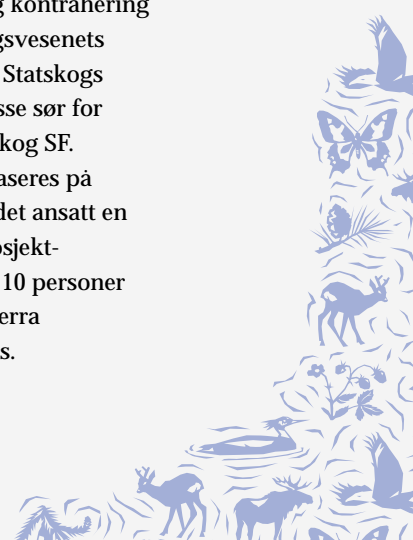 kontrahering
gsvesenets
Statskogs
sse sør for
kog SF.
aseres på
det ansatt en
osjekt-
10 personer
erra
s.